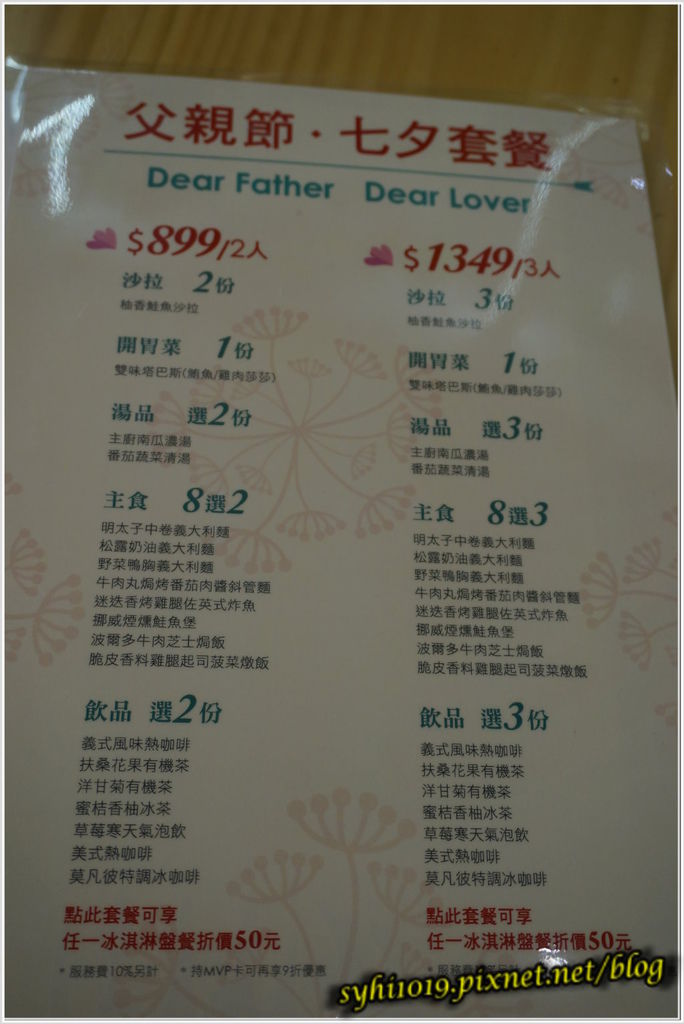 父親節·七夕套餐
Dear Father Dear Lover
$899/2人
沙拉 2份
柚香鮭魚沙拉
開胃菜 1份
雙味塔巴斯(鮪魚/雞肉莎莎)
湯品 選2份
主廚南瓜濃湯
番茄蔬菜清湯
主食 8選2
明太子中卷義大利麵
松露奶油義大利麵
野菜鴨胸義大利麵
牛肉丸焗烤番茄肉醬斜管麵
迷迭香烤雞腿佐英式炸魚
挪威煙燻鮭魚堡
波爾多牛肉芝士焗飯
脆皮香料雞腿起司菠菜燉飯
飲品 選2份
義式風味熱咖啡
扶桑花果有機茶
洋甘菊有機茶
蜜桔香柚冰茶
草莓寒天氣泡飲
美式熱咖啡
莫凡彼特調冰咖啡
點此套餐可享
任一冰淇淋盤餐折價50元
*服務費10%另計 *持MVP卡可再享9折優惠
$1349/3人
沙拉 3份
柚香鮭魚沙拉
開胃菜 1份
雙味塔巴斯(鮪魚/雞肉莎莎)
湯品 選3份
主廚南瓜濃湯
番茄蔬菜清湯
主食 8選3
明太子中卷義大利麵
松露奶油義大利麵
野菜鴨胸義大利麵
牛肉丸焗烤番茄肉醬斜管麵
迷迭香烤雞腿佐英式炸魚
挪威煙燻鮭魚堡
波爾多牛肉芝士焗飯
脆皮香料雞腿起司菠菜燉飯
飲品 選3份
義式風味熱咖啡
扶桑花果有機茶
洋甘菊有機茶
蜜桔香柚冰茶
草莓寒天氣泡飲
美式熱咖啡
莫凡彼特調冰咖啡
點此套餐可享
任一冰淇淋盤餐折價50元
*服務費
syhi1019.pixnet.net/blog